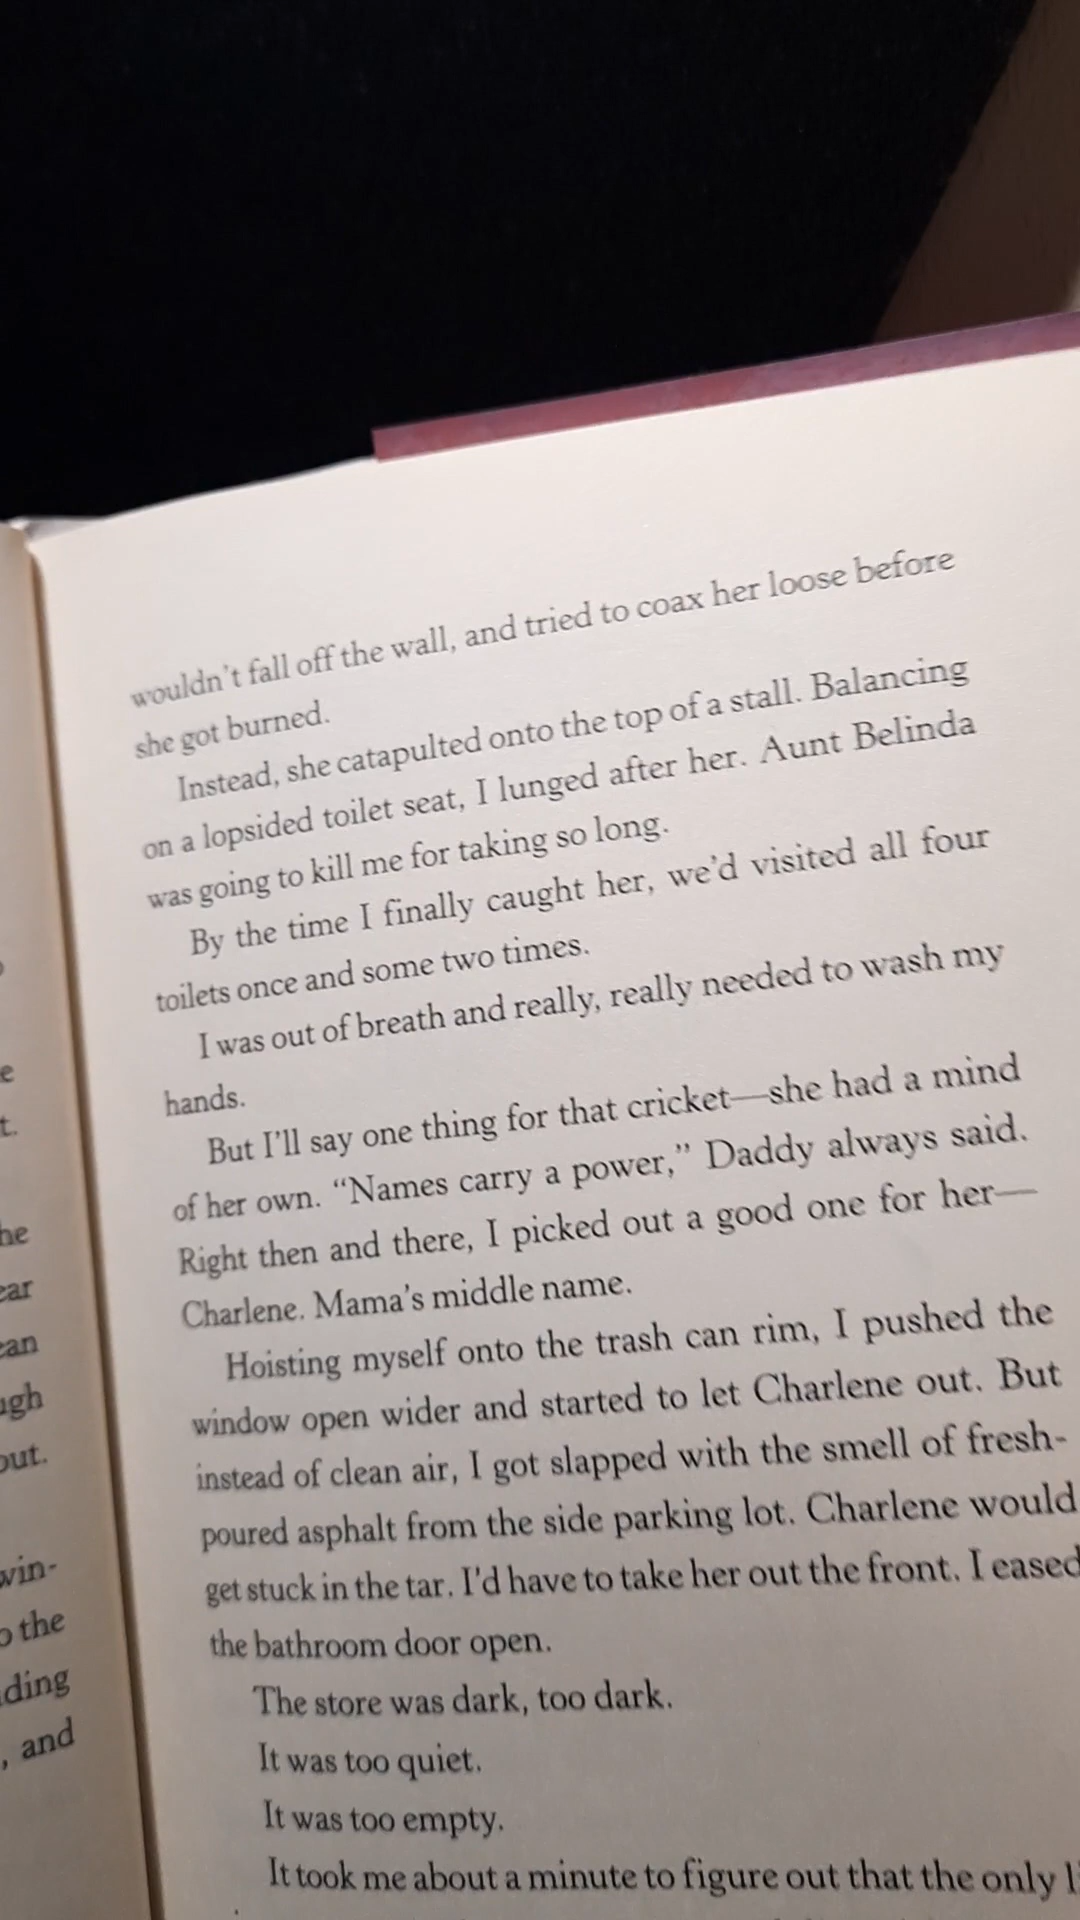 wouldn't fall off the wall, and tried to coax her loose before
she got burned.
Instead, she catapulted onto the top of a stall. Balancing
on a lopsided toilet seat, I lunged after her. Aunt Belinda
was going to kill me for taking so long.
By the time I finally caught her, we'd visited all four
toilets once and some two times.
I was out of breath and really, really needed to wash my
hands.
But I'll say one thing for that cricket—she had a mind
of her own. “Names carry a power,” Daddy always said.
Right then and there, I picked out a good one for her—
Charlene. Mama's middle name.
Hoisting myself onto the trash can rim, I pushed the
window open wider and started to let Charlene out. But
instead of clean air, I got slapped with the smell of fresh-
poured asphalt from the side parking lot. Charlene would
get stuck in the tar. I'd have to take her out the front. I eased
the bathroom door open.
The store was dark, too dark.
It was too quiet.
It was too empty.
It took me about a minute to figure out that the only